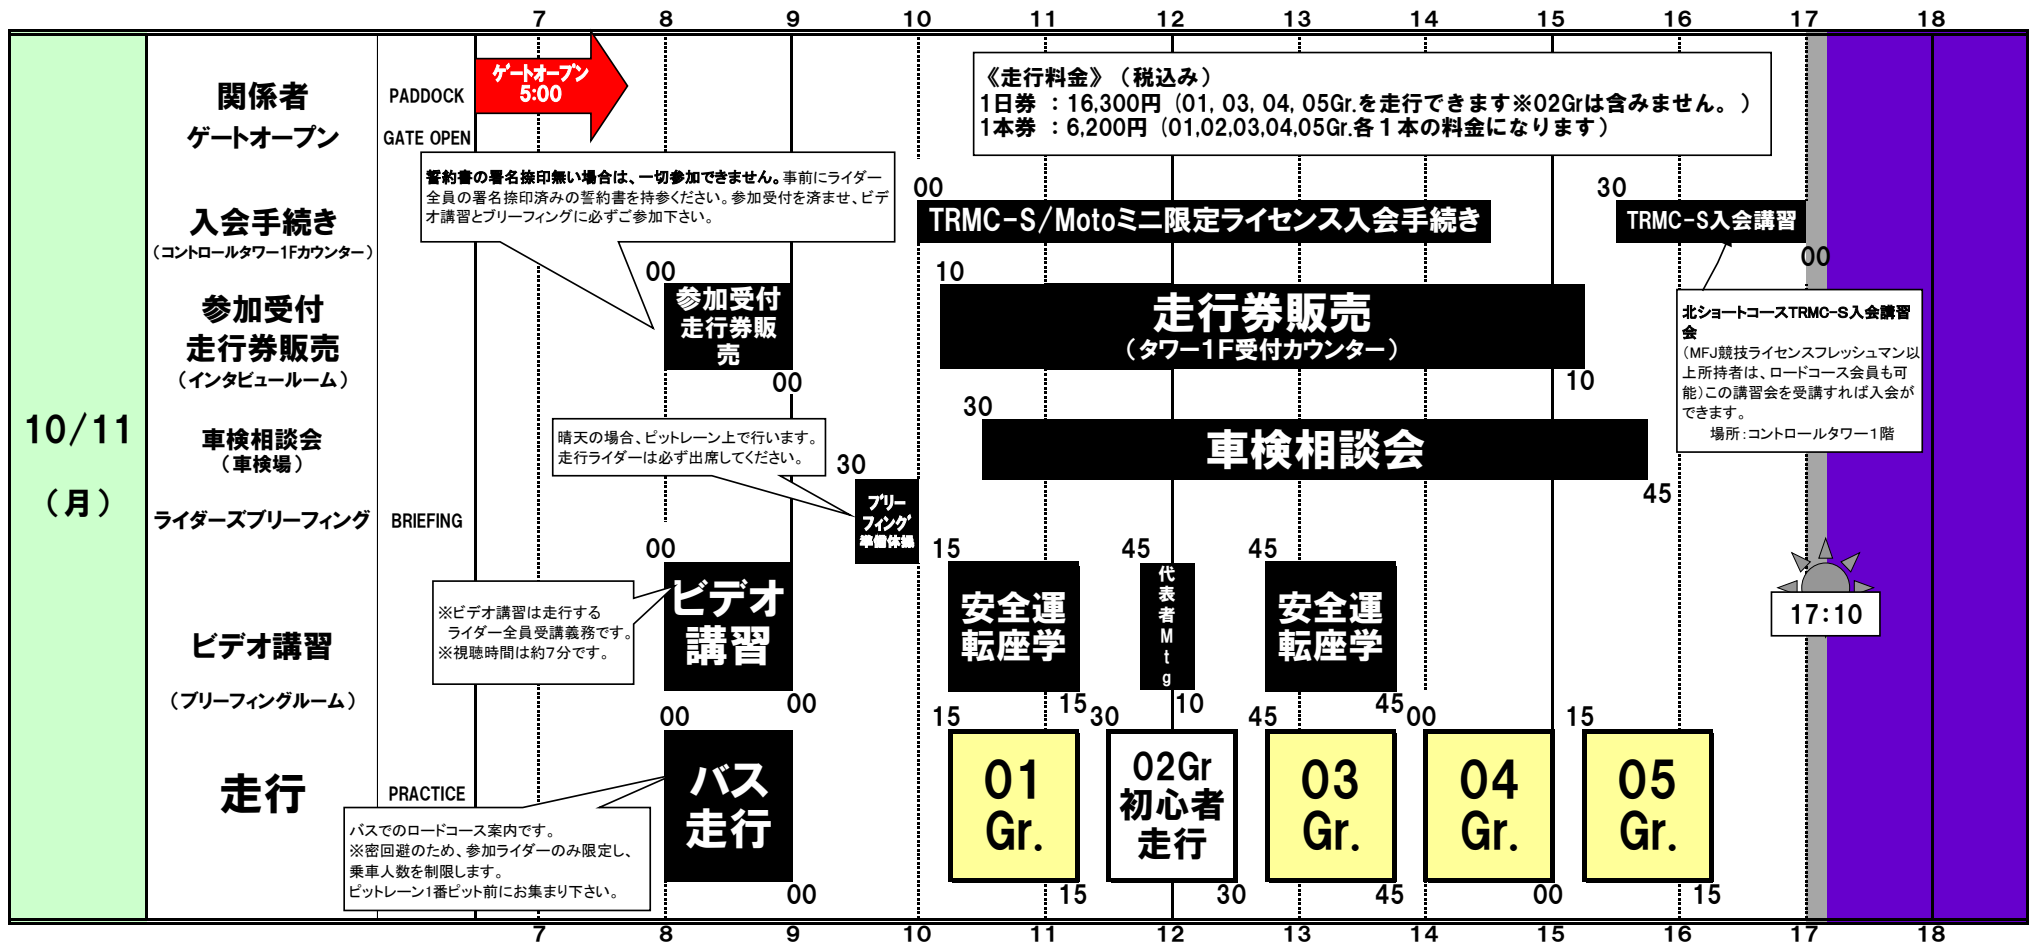 7 8 9 10 11 12 13 14 15 16 17 18
10/11
（月）
関係者
ゲートオープン
PADDOCK
GATE OPEN
ゲートオープン
5:00
《走行料金》（税込み）
1日券 ：16,300円（01, 03, 04, 05Gr.を走行できます※02Grは含みません。）
1本券 ：6,200円（01,02,03,04,05Gr.各１本の料金になります）
誓約書の署名捺印無い場合は、一切参加できません。事前にライダー
全員の署名捺印済みの誓約書を持参ください。参加受付を済ませ、ビデ
オ講習とブリーフィングに必ずご参加下さい。
入会手続き
（コントロールタワー1Fカウンター）
00
TRMC-S/Motoミニ限定ライセンス入会手続き
30
TRMC-S入会講習
00
参加受付
走行券販売
（インタビュールーム）
00
参加受付
走行券販
売
00
10
走行券販売
（タワー１F受付カウンター）
10
北ショートコースTRMC-S入会講習
会
（MFJ競技ライセンスフレッシュマン以
上所持者は、ロードコース会員も可
能）この講習会を受講すれば入会が
できます。
場所：コントロールタワー１階
車検相談会
（車検場）
30
車検相談会
45
晴天の場合、ピットレーン上で行います。
走行ライダーは必ず出席してください。
ライダーズブリーフィング
BRIEFING
30
ブリー
フィング
準備体操
ビデオ講習
（ブリーフィングルーム）
※ビデオ講習は走行する
ライダー全員受講義務です。
※視聴時間は約７分です。
00
ビデオ
講習
00
15
安全運
転座学
15
45
代
表
者
M
t
g
10
45
安全運
転座学
45
17:10
走行
PRACTICE
バスでのロードコース案内です。
※密回避のため、参加ライダーのみ限定し、
乗車人数を制限します。
ピットレーン1番ピット前にお集まり下さい。
00
バス
走行
00
15
01
Gr.
15
30
02Gr
初心者
走行
30
45
03
Gr.
45
00
04
Gr.
00
15
05
Gr.
15
7 8 9 10 11 12 13 14 15 16 17 18